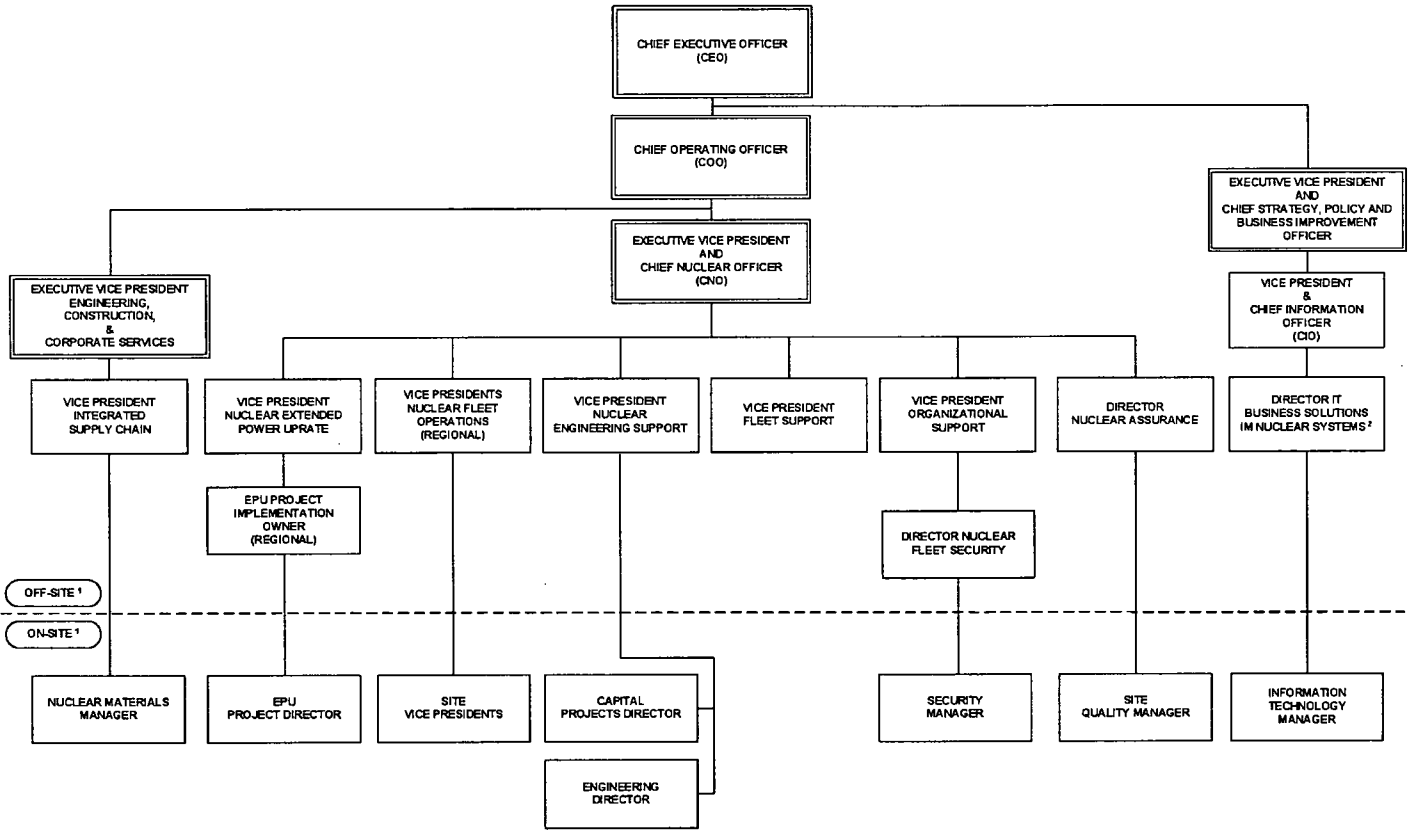 CHIEF EXECUTIVE OFFICER
(CEO)
CHIEF OPERATING OFFICER
(COO)
EXECUTIVE VICE PRESIDENT
AND
CHIEF STRATEGY, POLICY AND
BUSINESS IMPROVEMENT
OFFICER
EXECUTIVE VICE PRESIDENT
AND
CHIEF NUCLEAR OFFICER
(CNO)
EXECUTIVE VICE PRESIDENT
ENGINEERING,
CONSTRUCTION,
&
CORPORATE SERVICES
VICE PRESIDENT
&
CHIEF INFORMATION
OFFICER
(CIO)
VICE PRESIDENT
INTEGRATED
SUPPLY CHAIN
VICE PRESIDENT
NUCLEAR EXTENDED
POWER UPRATE
VICE PRESIDENTS
NUCLEAR FLEET
OPERATIONS
(REGIONAL)
VICE PRESIDENT
NUCLEAR
ENGINEERING SUPPORT
VICE PRESIDENT
FLEET SUPPORT
VICE PRESIDENT
ORGANIZATIONAL
SUPPORT
DIRECTOR
NUCLEAR ASSURANCE
DIRECTOR IT
BUSINESS SOLUTIONS
IM NUCLEAR SYSTEMS ²
EPU PROJECT
IMPLEMENTATION
OWNER
(REGIONAL)
DIRECTOR NUCLEAR
FLEET SECURITY
OFF-SITE ¹
ON-SITE ¹
NUCLEAR MATERIALS
MANAGER
EPU
PROJECT DIRECTOR
SITE
VICE PRESIDENTS
CAPITAL
PROJECTS DIRECTOR
SECURITY
MANAGER
SITE
QUALITY MANAGER
INFORMATION
TECHNOLOGY
MANAGER
ENGINEERING
DIRECTOR